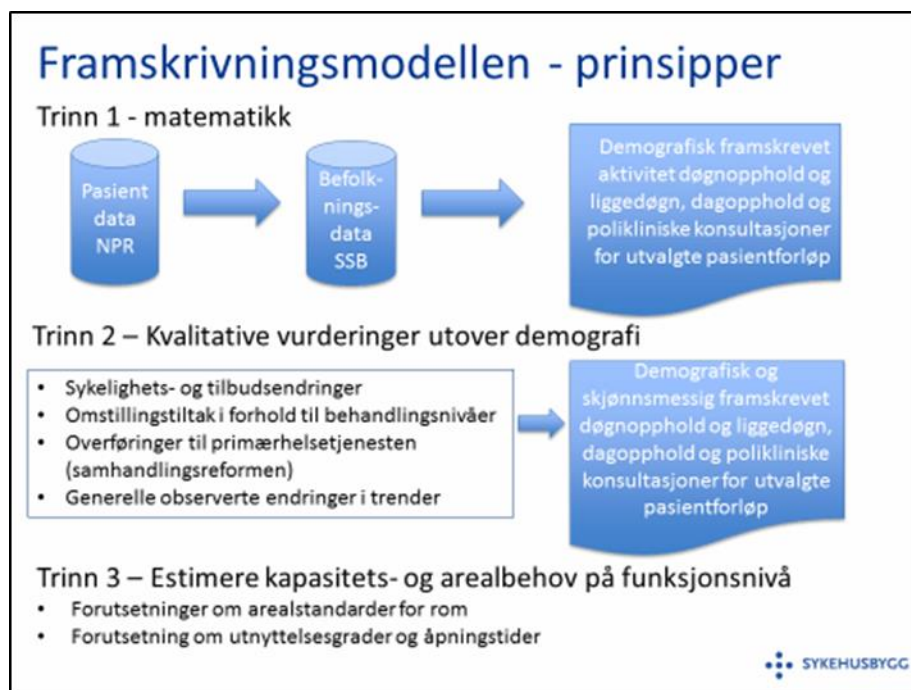 Framskrivningsmodellen - prinsipper
Trinn 1 - matematikk
Pasient
data
NPR
Befolk-
nings-
data
SSB
Demografisk framskrevet
aktivitet døgnopphold og
liggedøgn, dagopphold og
polikliniske konsultasjoner
for utvalgte pasientforløp
Trinn 2 – Kvalitative vurderinger utover demografi
• Sykelighets- og tilbudsendringer
• Omstillingstiltak i forhold til behandlingsnivåer
• Overføringer til primærhelsetjenesten
(samhandlingsreformen)
• Generelle observerte endringer i trender
Demografisk og
skjønnsmessig framskrevet
døgnopphold og liggedøgn,
dagopphold og polikliniske
konsultasjoner for utvalgte
pasientforløp
Trinn 3 – Estimere kapasitets- og arealbehov på funksjonsnivå
• Forutsetninger om arealstandarder for rom
• Forutsetning om utnyttelsesgrader og åpningstider
SYKEHUSBYGG